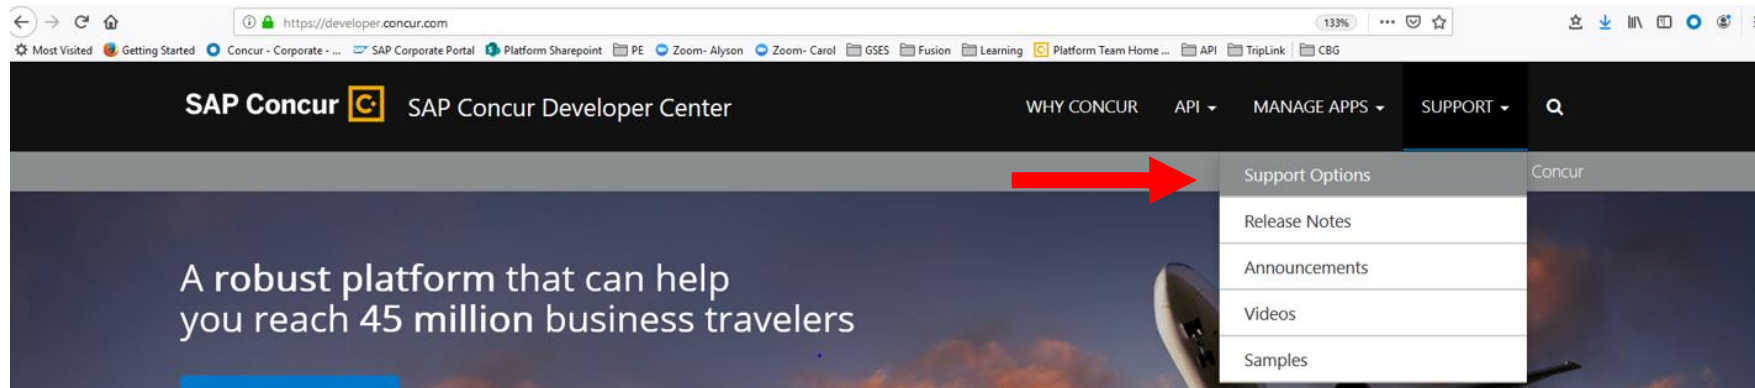 https://developer.concur.com 133%
Most Visited Getting Started Concur - Corporate - ... SAP Corporate Portal Platform Sharepoint PE Zoom- Alyson Zoom- Carol GSES Fusion Learning Platform Team Home ... API TripLink CBG
SAP Concur C SAP Concur Developer Center WHY CONCUR API MANAGE APPS SUPPORT
Support Options Concur
Release Notes
Announcements
Videos
Samples
A robust platform that can help
you reach 45 million business travelers